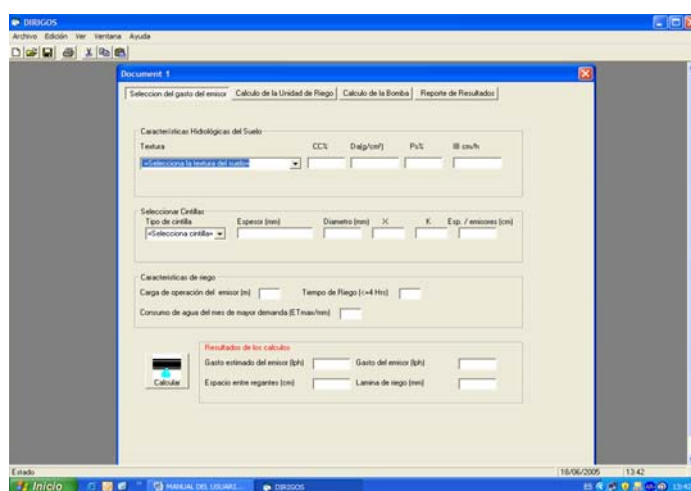 DIRIGOS
Archivo Edición Ver Ventana Ayuda
Document 1
Seleccion del gasto del emisor Calculo de la Unidad de Riego Calculo de la Bomba Reporte de Resultados
Características Hidrológicas del Suelo
Textura CC% Da(g/cm³) Ps% IB cm/h
<Selecciona la textura del suelo>
Seleccionar Cintillas
Tipo de cintilla Espesor (mm) Diametro (mm) X K Esp. / emisores (cm)
<Selecciona cintilla>
Características de riego
Carga de operación del emisor (m) Tiempo de Riego (<=4 Hrs)
Consumo de agua del mes de mayor demanda (ETmax/mm)
Resultados de los calculos
Gasto estimado del emisor (lph) Gasto del emisor (lph)
Calcular Espacio entre regantes (cm) Lamina de riego (mm)
Estado 18/06/2005 13:42
Inicio MANUAL DEL USUARI... DIRIGOS ES 13:42